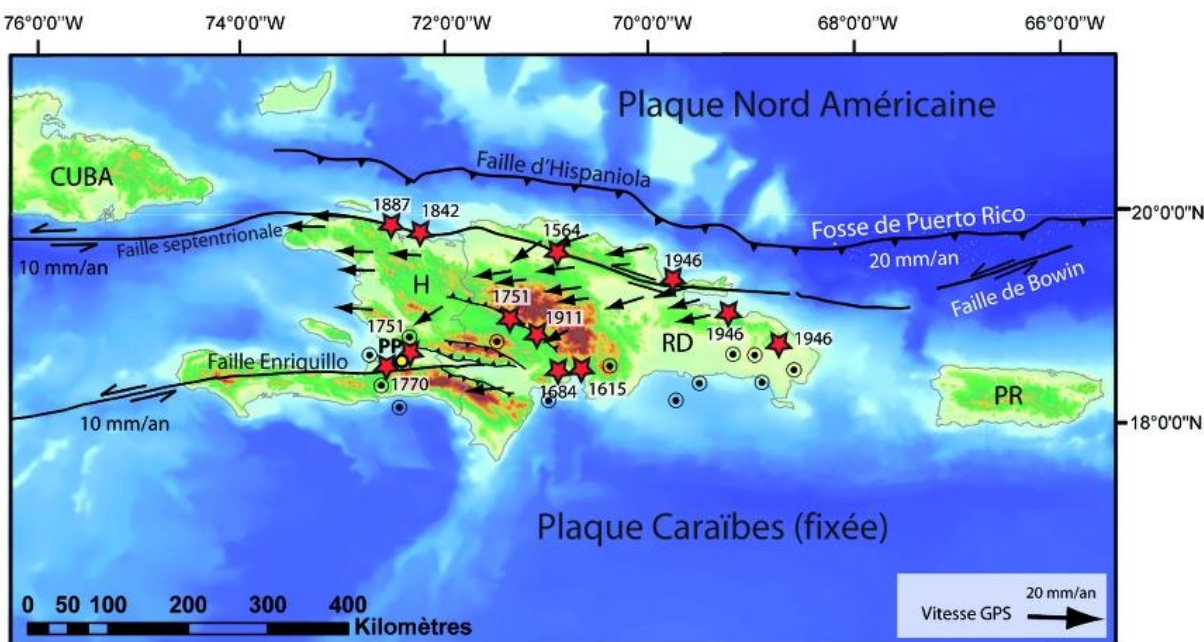 76°0'0"W
74°0'0"W
72°0'0"W
70°0'0"W
68°0'0"W
66°0'0"W
Plaque Nord Américaine
CUBA
Faille d'Hispaniola
1887
1842
20°0'0"N
Faille septentrionale
1564
Fosse de Puerto Rico
10 mm/an
20 mm/an
1946
Faille de Bowin
H
1751
1911
1751
RD
1946
1946
PP
Faille Enriquillo
1770
1684
1615
PR
10 mm/an
18°0'0"N
Plaque Caraïbes (fixée)
0 50 100 200 300 400
Kilomètres
20 mm/an
Vitesse GPS